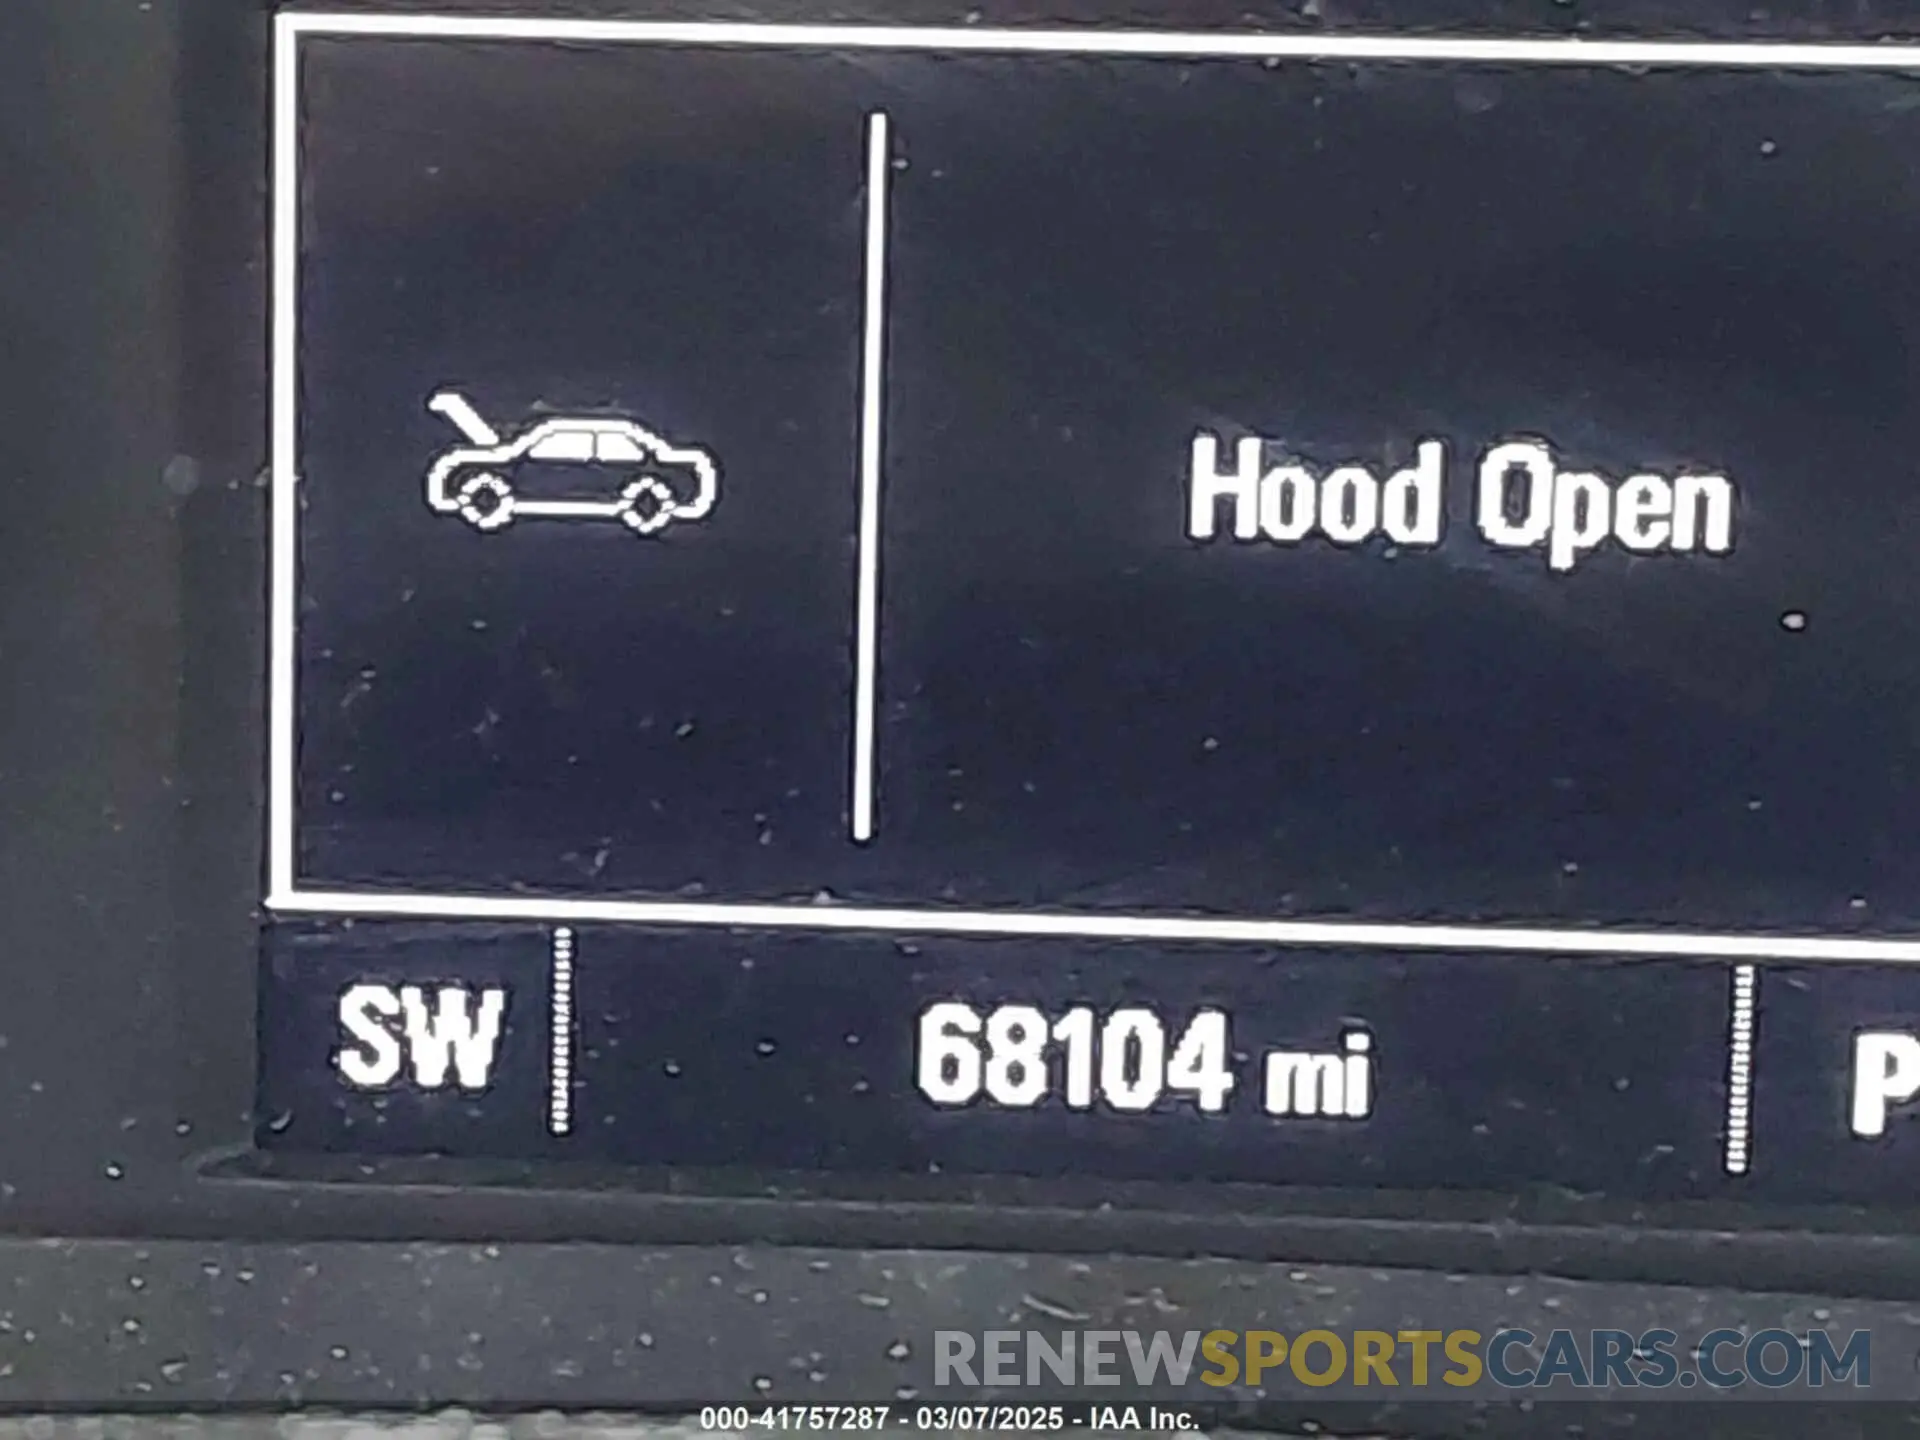 Hood Open
SW 68104 mi P
RENEWSPORTSCARS.COM
000-41757287 - 03/07/2025 - IAA Inc.